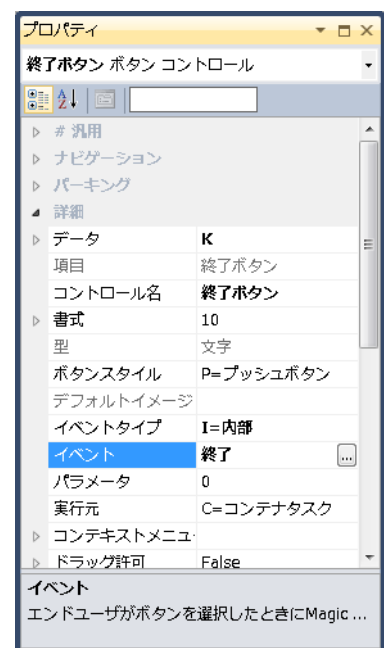 プロパティ
終了ボタン ボタン コントロール
# 汎用
ナビゲーション
パーキング
詳細
データ K
項目 終了ボタン
コントロール名 終了ボタン
書式 10
型 文字
ボタンスタイル P=プッシュボタン
デフォルトイメージ
イベントタイプ I=内部
イベント 終了 ...
パラメータ 0
実行元 C=コンテナタスク
コンテキストメニュー
ドラッグ許可 False
イベント
エンドユーザがボタンを選択したときにMagic ...